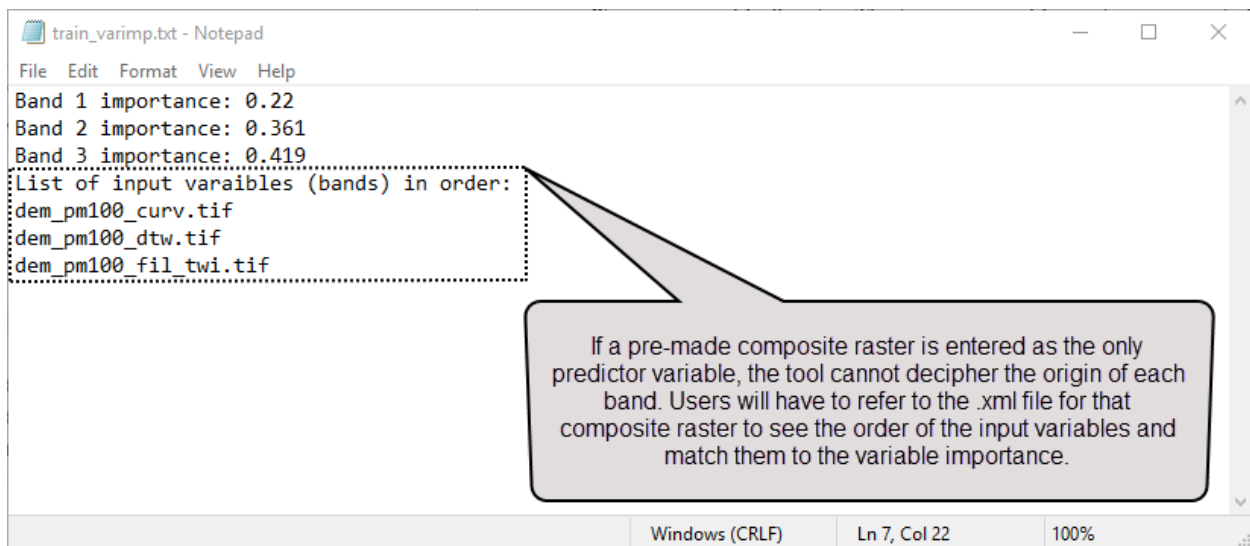 train_varimp.txt - Notepad
File Edit Format View Help
Band 1 importance: 0.22
Band 2 importance: 0.361
Band 3 importance: 0.419
List of input varaibles (bands) in order:
dem_pm100_curv.tif
dem_pm100_dtw.tif
dem_pm100_fil_twi.tif
If a pre-made composite raster is entered as the only
predictor variable, the tool cannot decipher the origin of each
band. Users will have to refer to the .xml file for that
composite raster to see the order of the input variables and
match them to the variable importance.
Windows (CRLF) Ln 7, Col 22 100%